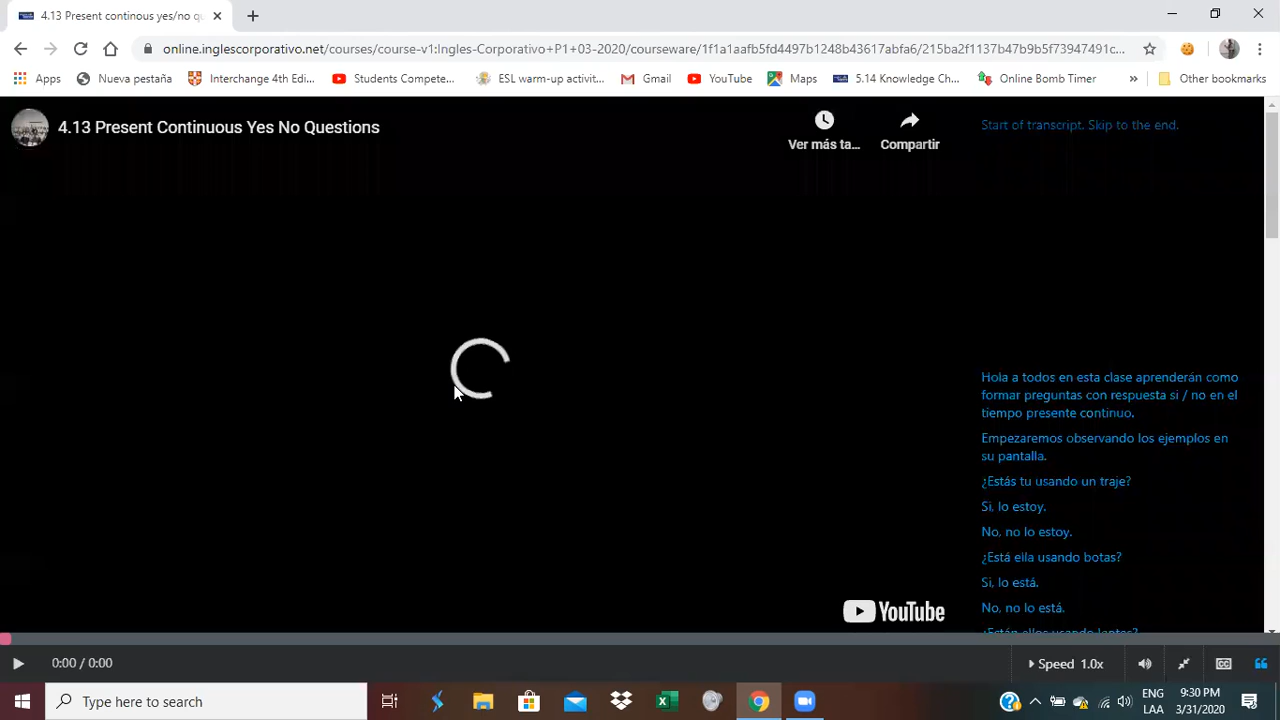 4.13 Present continous yes/no qu
online.inglescorporativo.net/courses/course-v1:Ingles-Corporativo+P1+03-2020/courseware/1f1a1aafb5fd4497b1248b43617abfa6/215ba2f1137b47b9b5f73947491c...
Apps
Nueva pestaña
Interchange 4th Edi...
Students Compete...
ESL warm-up activit...
Gmail
YouTube
Maps
5.14 Knowledge Ch...
Online Bomb Timer
»
Other bookmarks
4.13 Present Continuous Yes No Questions
Ver más ta...
Compartir
Start of transcript. Skip to the end.
Hola a todos en esta clase aprenderán como
formar preguntas con respuesta si / no en el
tiempo presente continuo.
Empezaremos observando los ejemplos en
su pantalla.
¿Estás tu usando un traje?
Si, lo estoy.
No, no lo estoy.
¿Está ella usando botas?
Si, lo está.
No, no lo está.
¿Están ellos usando lentes?
YouTube
0:00 / 0:00
Speed 1.0x
CC
Type here to search
ENG
LAA
9:30 PM
3/31/2020